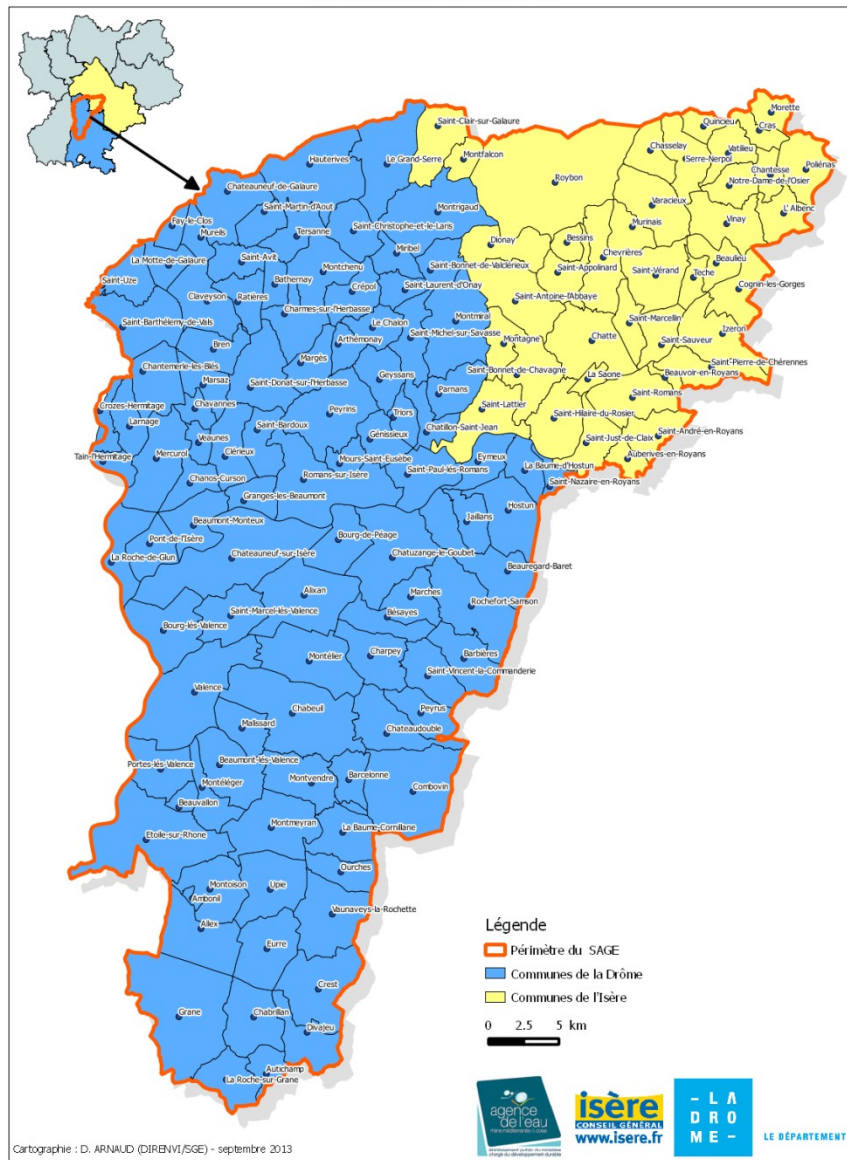 Morette
Saint-Clair-sur-Galaure
Quincieu
Cras
Hauterives
Le Grand-Serre
Montfalcon
Chasselay
Vatilieu
Serre-Nerpol
Chantesse
Poliénas
Roybon
Notre-Dame-de-l'Osier
Chateauneuf-de-Galaure
Varacieux
L' Albenc
Saint-Martin-d'Aout
Montrigaud
Murinais
Vinay
Fay-le-Clos
Mureils
Tersanne
Saint-Christophe-et-le-Laris
Dionay
Bessins
Miribel
Chevrières
Beaulieu
La Motte-de-Galaure
Saint-Avit
Montchenu
Saint-Bonnet-de-Valclérieux
Saint-Appolinard
Saint-Vérand
Teche
Saint-Uze
Bathernay
Crépol
Saint-Laurent-d'Onay
Cognin-les-Gorges
Claveyson
Ratières
Charmes-sur-l'Herbasse
Saint-Antoine-l'Abbaye
Saint-Barthélemy-de-Vals
Le Chalon
Montmiral
Saint-Marcellin
Bren
Arthémonay
Saint-Michel-sur-Savasse
Montagne
Chatte
Saint-Sauveur
Izeron
Chantemerle-les-Blés
Margès
Saint-Pierre-de-Chérennes
Marsaz
Saint-Donat-sur-l'Herbasse
Geyssans
Saint-Bonnet-de-Chavagne
La Saone
Beauvoir-en-Royans
Parnans
Saint-Romans
Crozes-Hermitage
Chavannes
Peyrins
Triors
Saint-Lattier
Saint-Hilaire-du-Rosier
Larnage
Saint-Bardoux
Génissieux
Chatillon-Saint-Jean
Veaunes
Saint-Just-de-Claix
Saint-André-en-Royans
Tain-l'Hermitage
Mercurol
Clérieux
Mours-Saint-Eusèbe
Eymeux
Auberives-en-Royans
Chanos-Curson
Romans-sur-Isère
Saint-Paul-lès-Romans
La Baume-d'Hostun
Saint-Nazaire-en-Royans
Granges-les-Beaumont
Hostun
Beaumont-Monteux
Jaillans
Pont-de-l'Isère
Bourg-de-Péage
La Roche-de-Glun
Chateauneuf-sur-Isère
Chatuzange-le-Goubet
Beauregard-Baret
Alixan
Marches
Rochefort-Samson
Saint-Marcel-lès-Valence
Bésayes
Bourg-lès-Valence
Montélier
Charpey
Barbières
Saint-Vincent-la-Commanderie
Valence
Chabeuil
Peyrus
Malissard
Chateaudouble
Portes-lès-Valence
Beaumont-lès-Valence
Barcelonne
Montéléger
Montvendre
Combovin
Beauvallon
Etoile-sur-Rhone
Montmeyran
La Baume-Cornillane
Ourches
Montoison
Upie
Ambonil
Vaunaveys-la-Rochette
Allex
Eurre
Crest
Grane
Chabrillan
Divajeu
Autichamp
La Roche-sur-Grane
Légende
Périmètre du SAGE
Communes de la Drôme
Communes de l'Isère
0 2.5 5 km
agence de l'eau
rhône méditerranée & corse
isère
CONSEIL GÉNÉRAL
www.isere.fr
- L A
D R O
M E -
LE DÉPARTEMENT
Cartographie : D. ARNAUD (DIRENVI/SGE) - septembre 2013